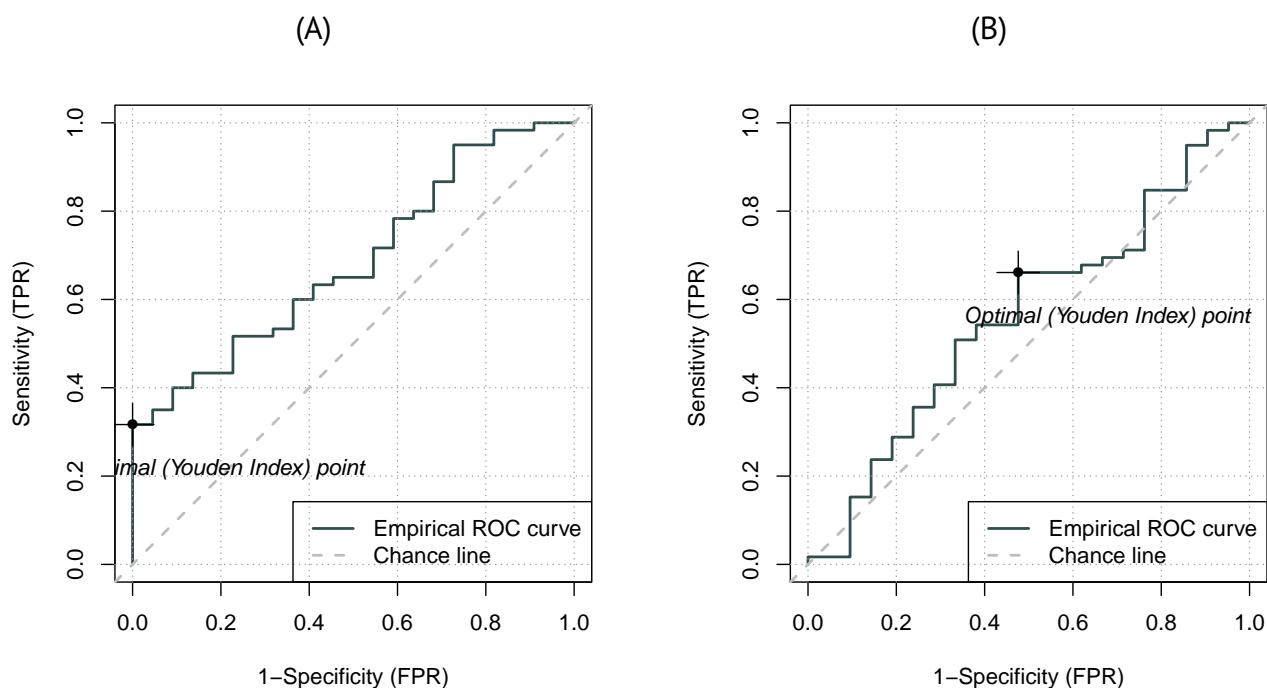 (A)
1.0
0.8
0.6
0.4
0.2
0.0
Sensitivity (TPR)
imal (Youden Index) point
Empirical ROC curve
Chance line
0.0 0.2 0.4 0.6 0.8 1.0
1−Specificity (FPR)
(B)
1.0
0.8
0.6
0.4
0.2
0.0
Sensitivity (TPR)
Optimal (Youden Index) point
Empirical ROC curve
Chance line
0.0 0.2 0.4 0.6 0.8 1.0
1−Specificity (FPR)